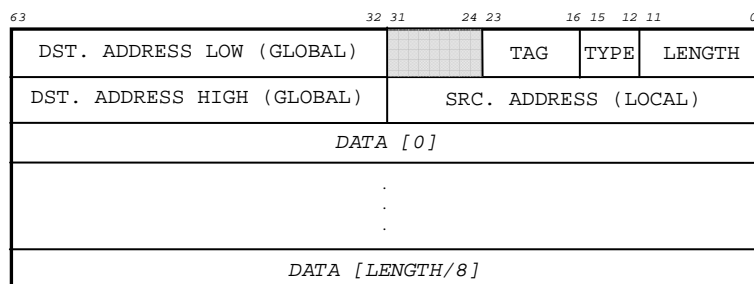 63 32 31 24 23 16 15 12 11 0
DST. ADDRESS LOW (GLOBAL) TAG TYPE LENGTH
DST. ADDRESS HIGH (GLOBAL) SRC. ADDRESS (LOCAL)
DATA [0]
.
.
.
DATA [LENGTH/8]